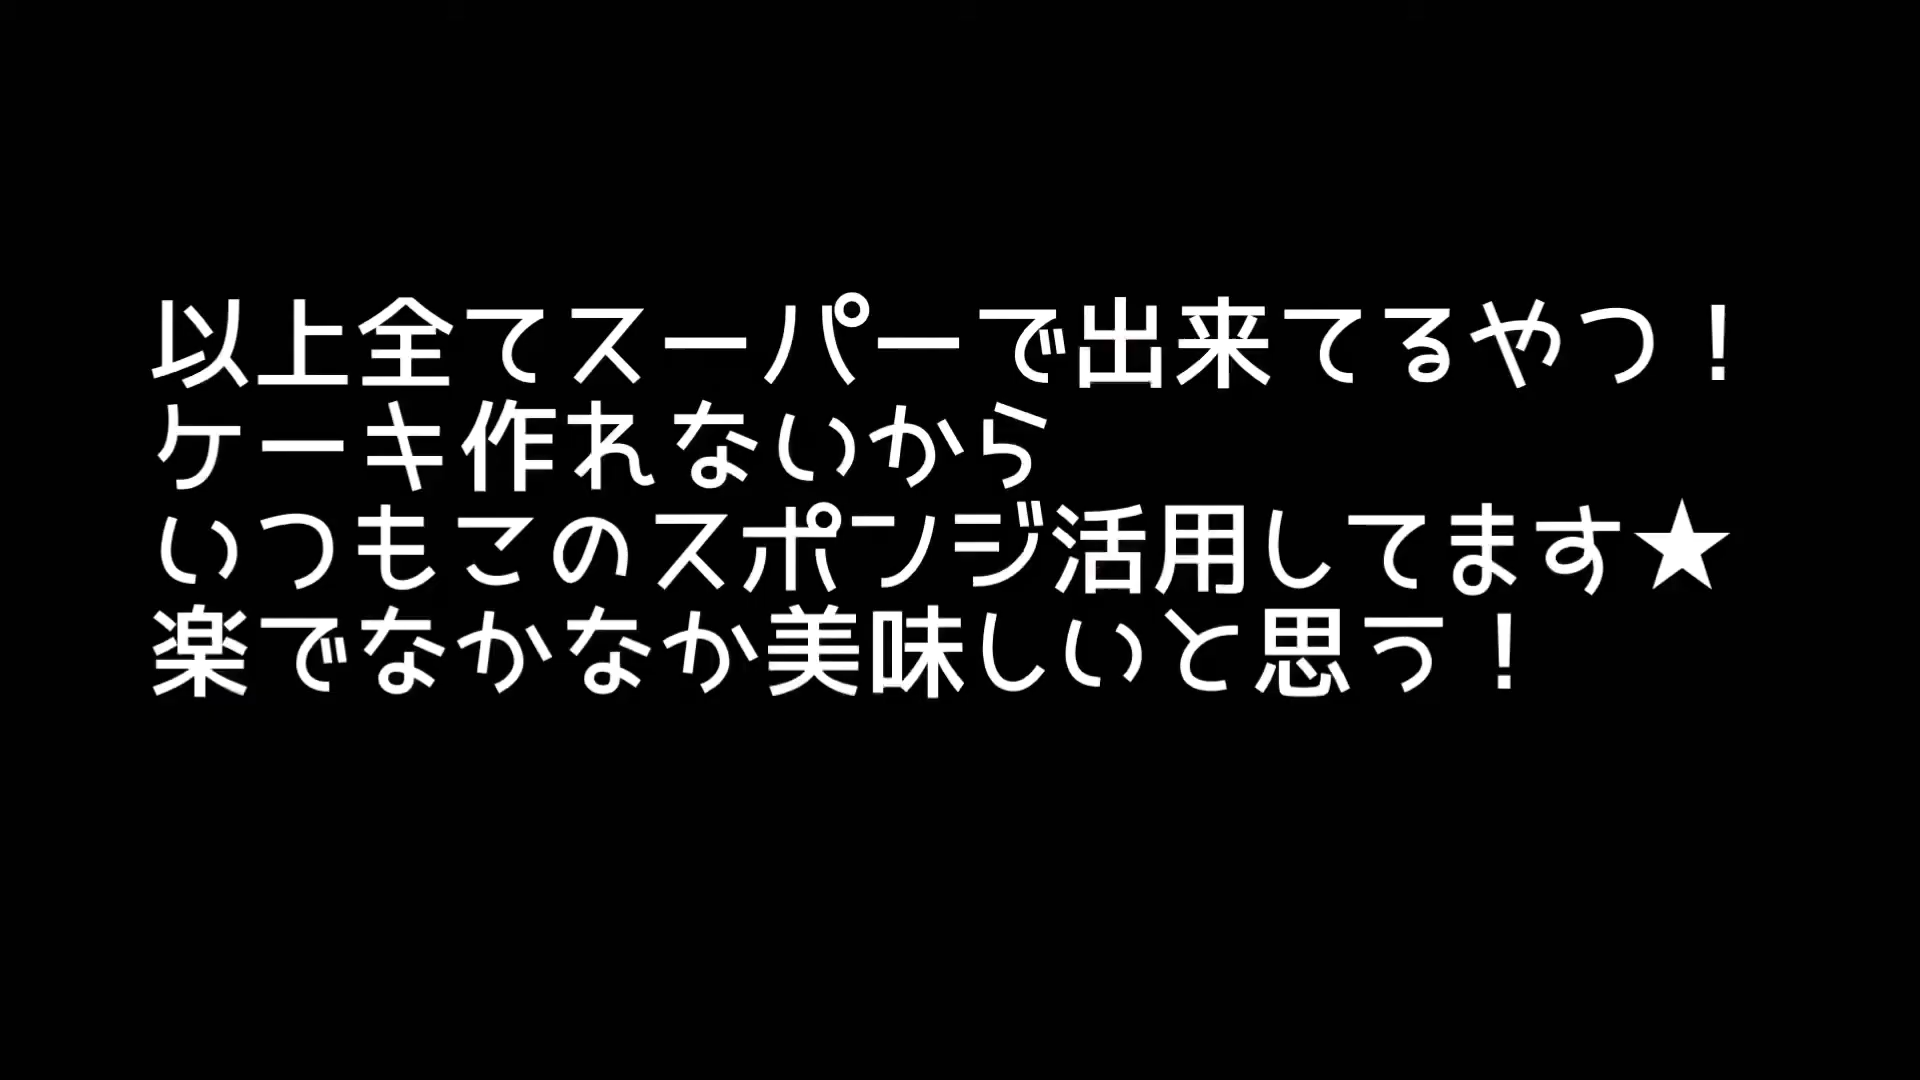 以上全てスーパーで出来てるやつ！
ケーキ作れないから
いつもこのスポンジ活用してます★
楽でなかなか美味しいと思う！